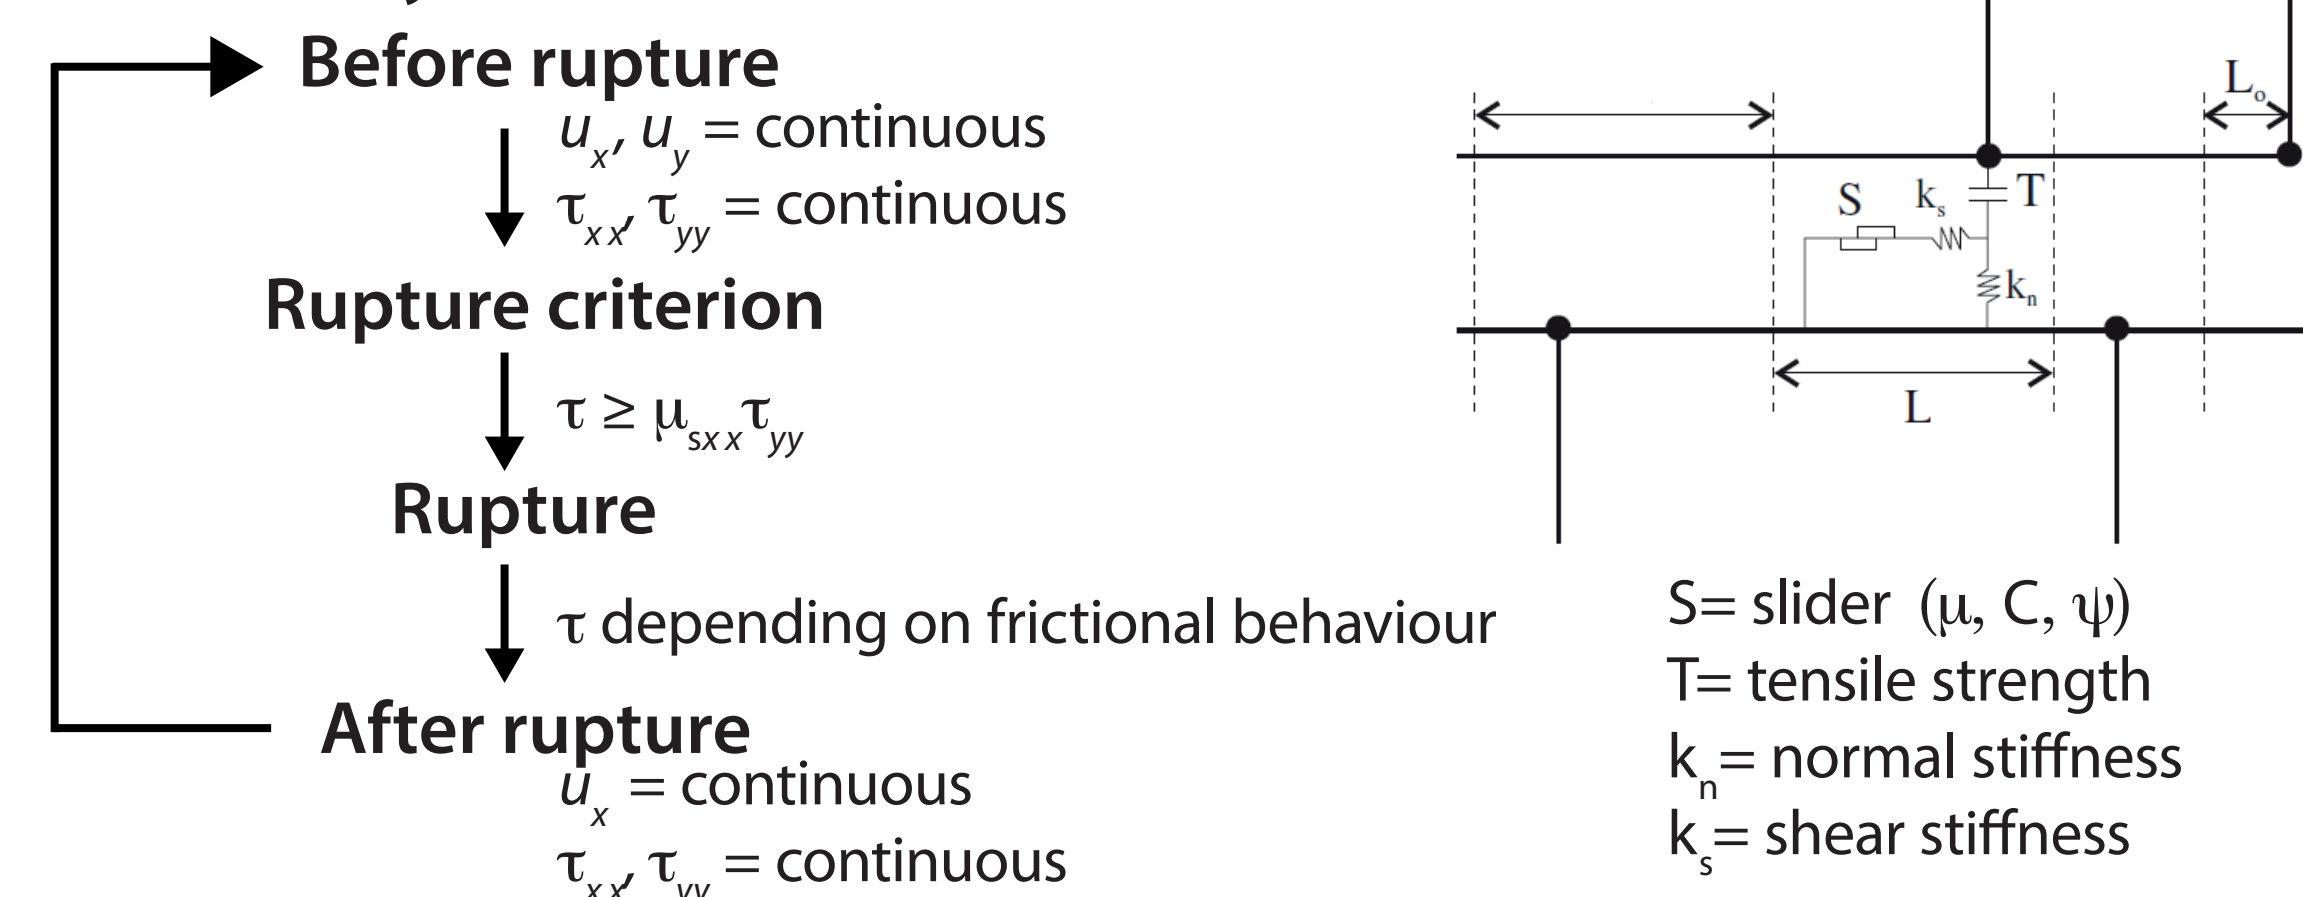 Before rupture
u_x, u_y = continuous
τ_xx, τ_yy = continuous
Rupture criterion
τ ≥ μ_sxx τ_yy
Rupture
τ depending on frictional behaviour
After rupture
u_x = continuous
τ_xx, τ_yy = continuous
L_o
S
k_s
T
k_n
L
S= slider (μ, C, ψ)
T= tensile strength
k_n= normal stiffness
k_s= shear stiffness